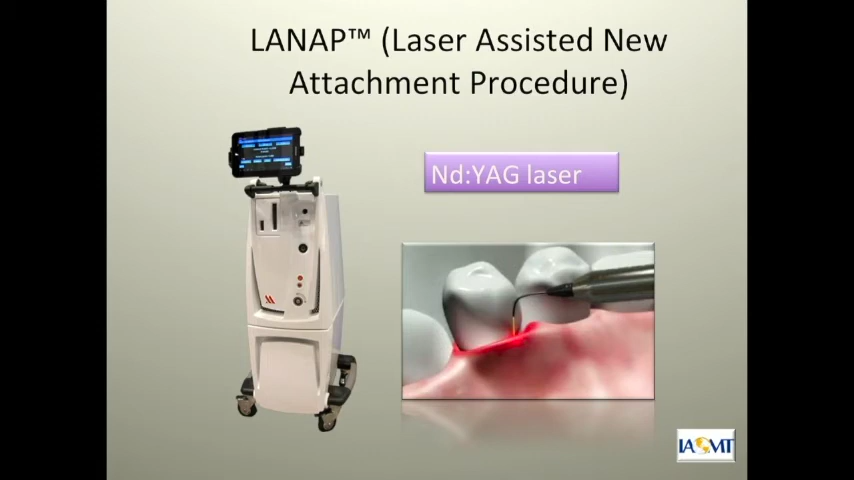 LANAP™ (Laser Assisted New
Attachment Procedure)
Nd:YAG laser
IAOMT